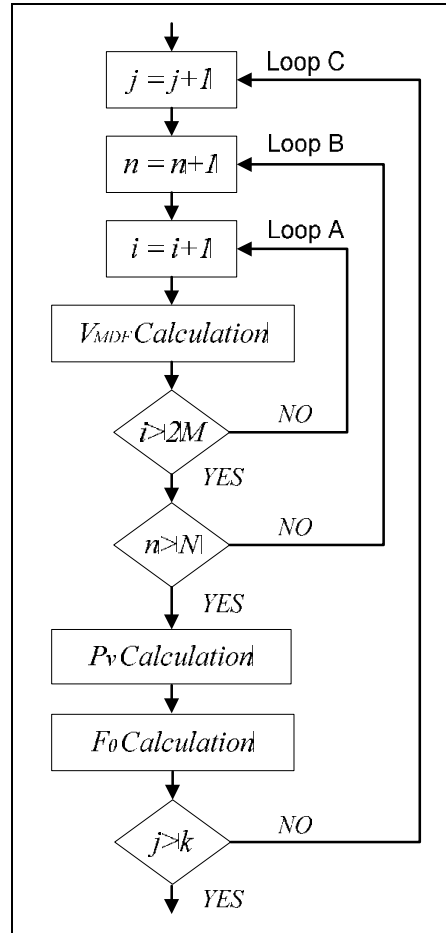 Loop C
j = j+1
Loop B
n = n+1
Loop A
i = i+1
VMDF Calculation
i>2M
NO
YES
n>N
NO
YES
Pv Calculation
F0 Calculation
j>k
NO
YES